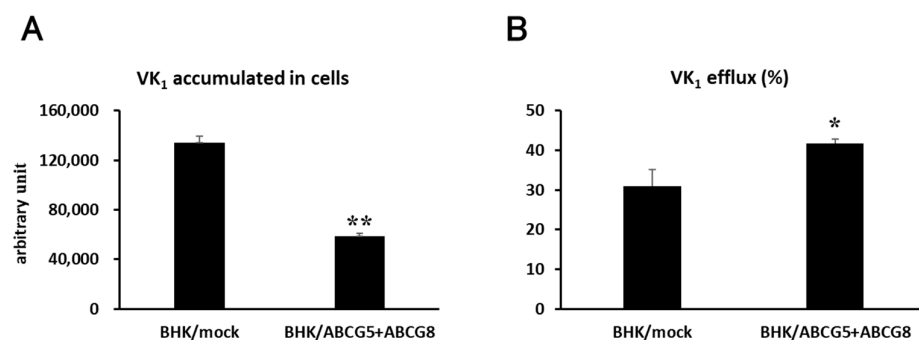 A
VK₁ accumulated in cells
arbitrary unit
160,000
120,000
80,000
40,000
0
**
BHK/mock
BHK/ABCG5+ABCG8
B
VK₁ efflux (%)
50
40
30
20
10
0
*
BHK/mock
BHK/ABCG5+ABCG8